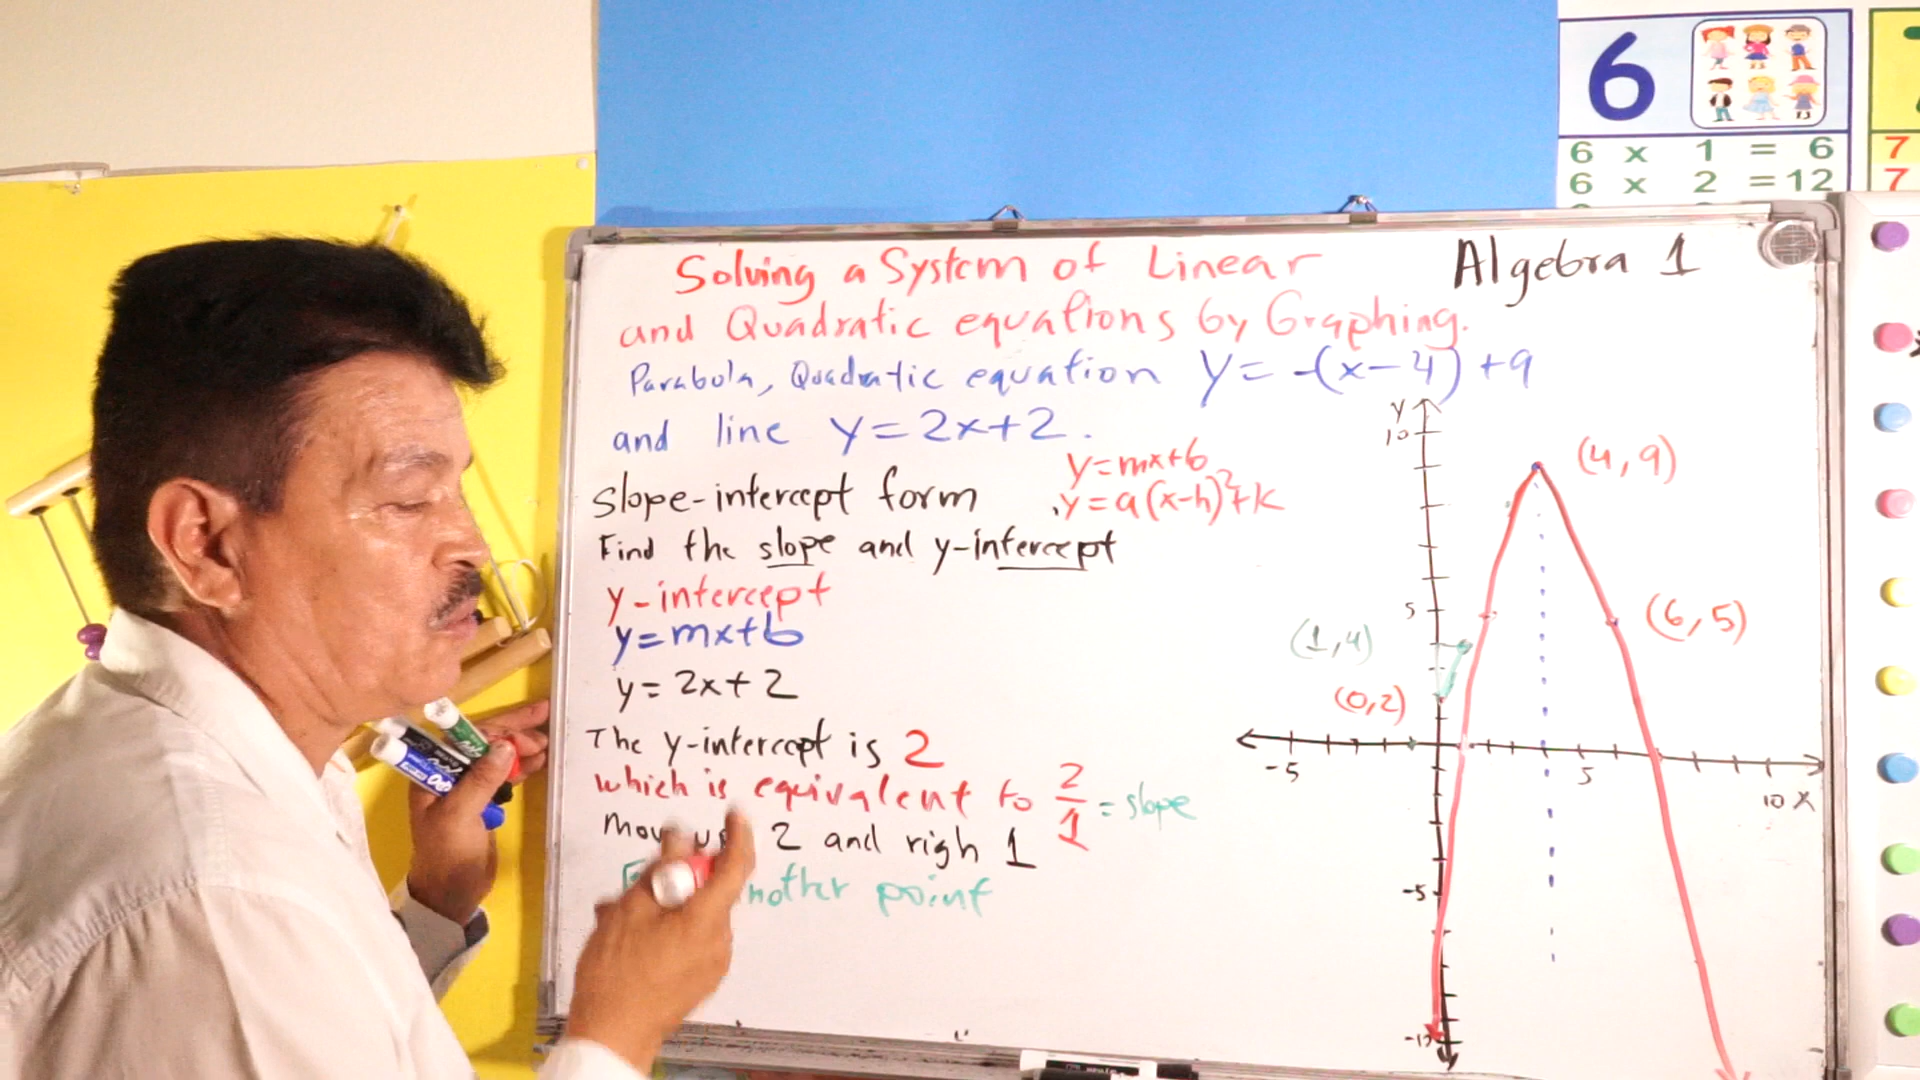 6
6 x 1 = 6
6 x 2 = 12
7
7
Solving a System of Linear
Algebra 1
and Quadratic equations by Graphing.
Parabola, Quadratic equation y = -(x-4) + 9
and line y = 2x+2.
y=mx+b
Slope-intercept form
y = a(x-h)²+k
Find the slope and y-intercept
y-intercept
y=mx+b
y=2x+2
The y-intercept is 2
which is equivalent to 2/1 = slope
2 and righ 1
nother point
y
10
(4,9)
5
(6,5)
(1,4)
(0,2)
-5
5
10 x
-5